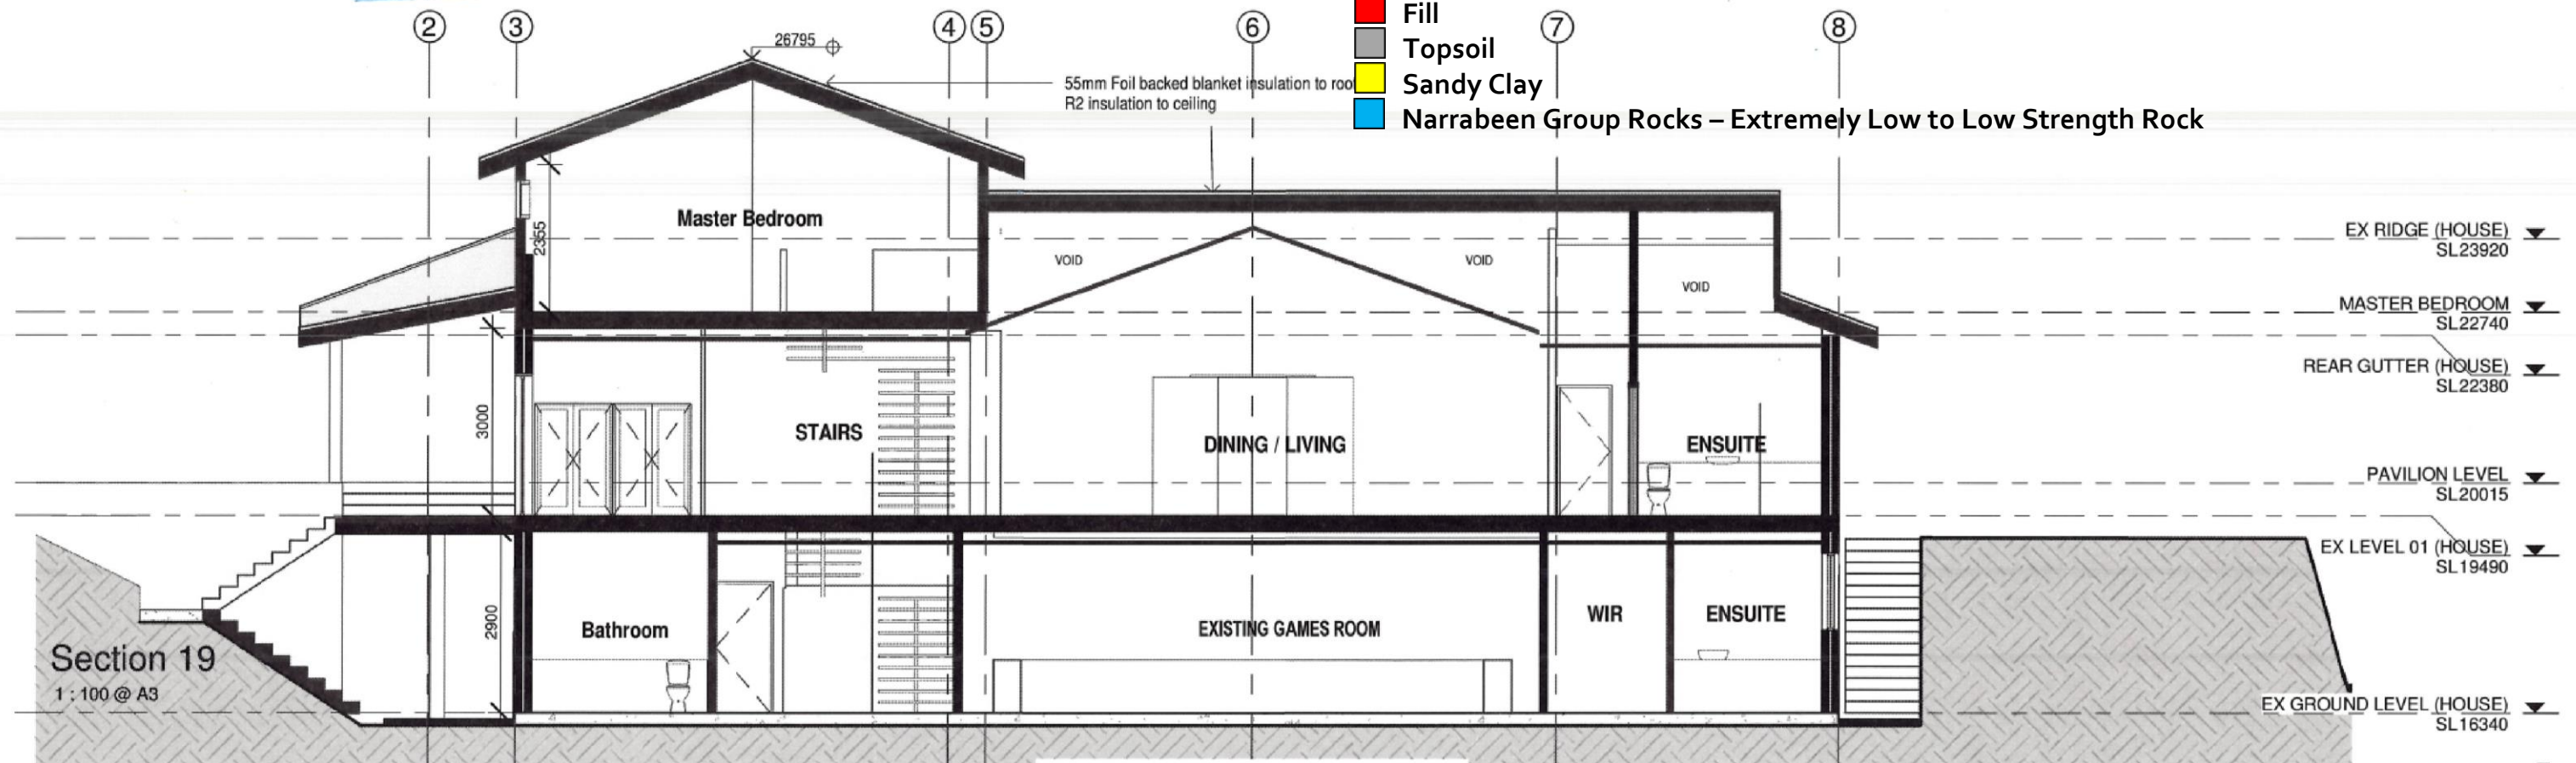 2
3
4
5
6
7
8
Fill
Topsoil
Sandy Clay
Narrabeen Group Rocks – Extremely Low to Low Strength Rock
26795
55mm Foil backed blanket insulation to roof
R2 insulation to ceiling
Master Bedroom
2355
VOID
VOID
VOID
EX RIDGE (HOUSE)
SL23920
MASTER BEDROOM
SL22740
REAR GUTTER (HOUSE)
SL22380
3000
STAIRS
DINING / LIVING
ENSUITE
PAVILION LEVEL
SL20015
EX LEVEL 01 (HOUSE)
SL19490
2900
Bathroom
EXISTING GAMES ROOM
WIR
ENSUITE
Section 19
1 : 100 @ A3
EX GROUND LEVEL (HOUSE)
SL16340